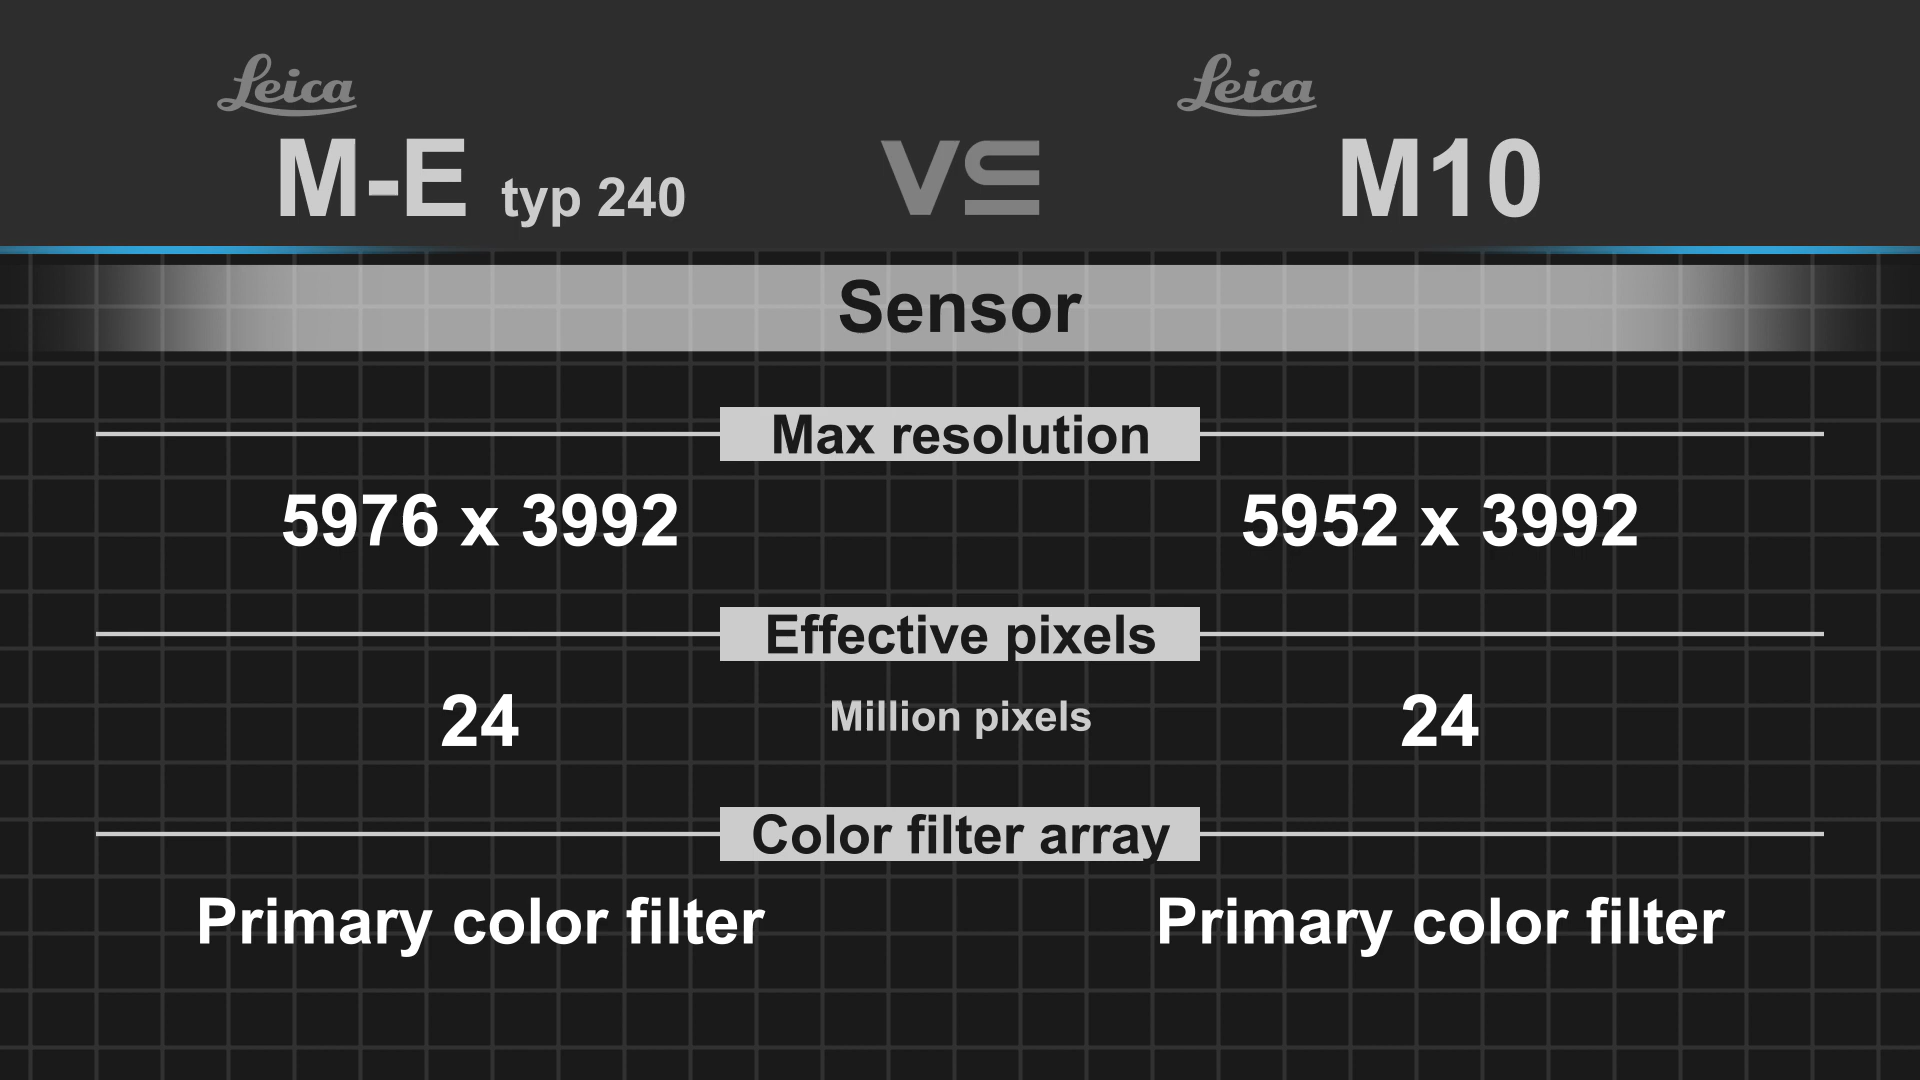 Leica
Leica
M-E typ 240
VS
M10
Sensor
Max resolution
5976 x 3992
5952 x 3992
Effective pixels
24
Million pixels
24
Color filter array
Primary color filter
Primary color filter